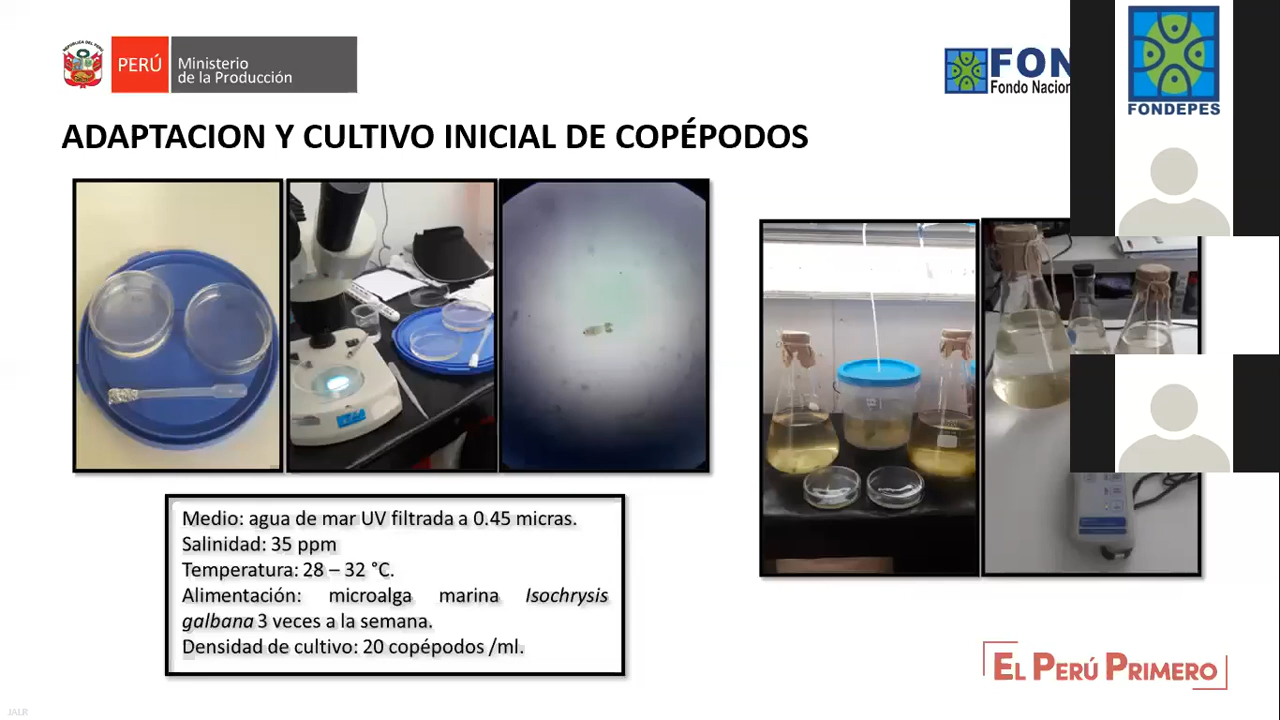 PERÚ
Ministerio
de la Producción
FON
Fondo Nacion
FONDEPES
ADAPTACION Y CULTIVO INICIAL DE COPÉPODOS
Medio: agua de mar UV filtrada a 0.45 micras.
Salinidad: 35 ppm
Temperatura: 28 – 32 °C.
Alimentación: microalga marina Isochrysis
galbana 3 veces a la semana.
Densidad de cultivo: 20 copépodos /ml.
EL PERÚ PRIMERO
JALR